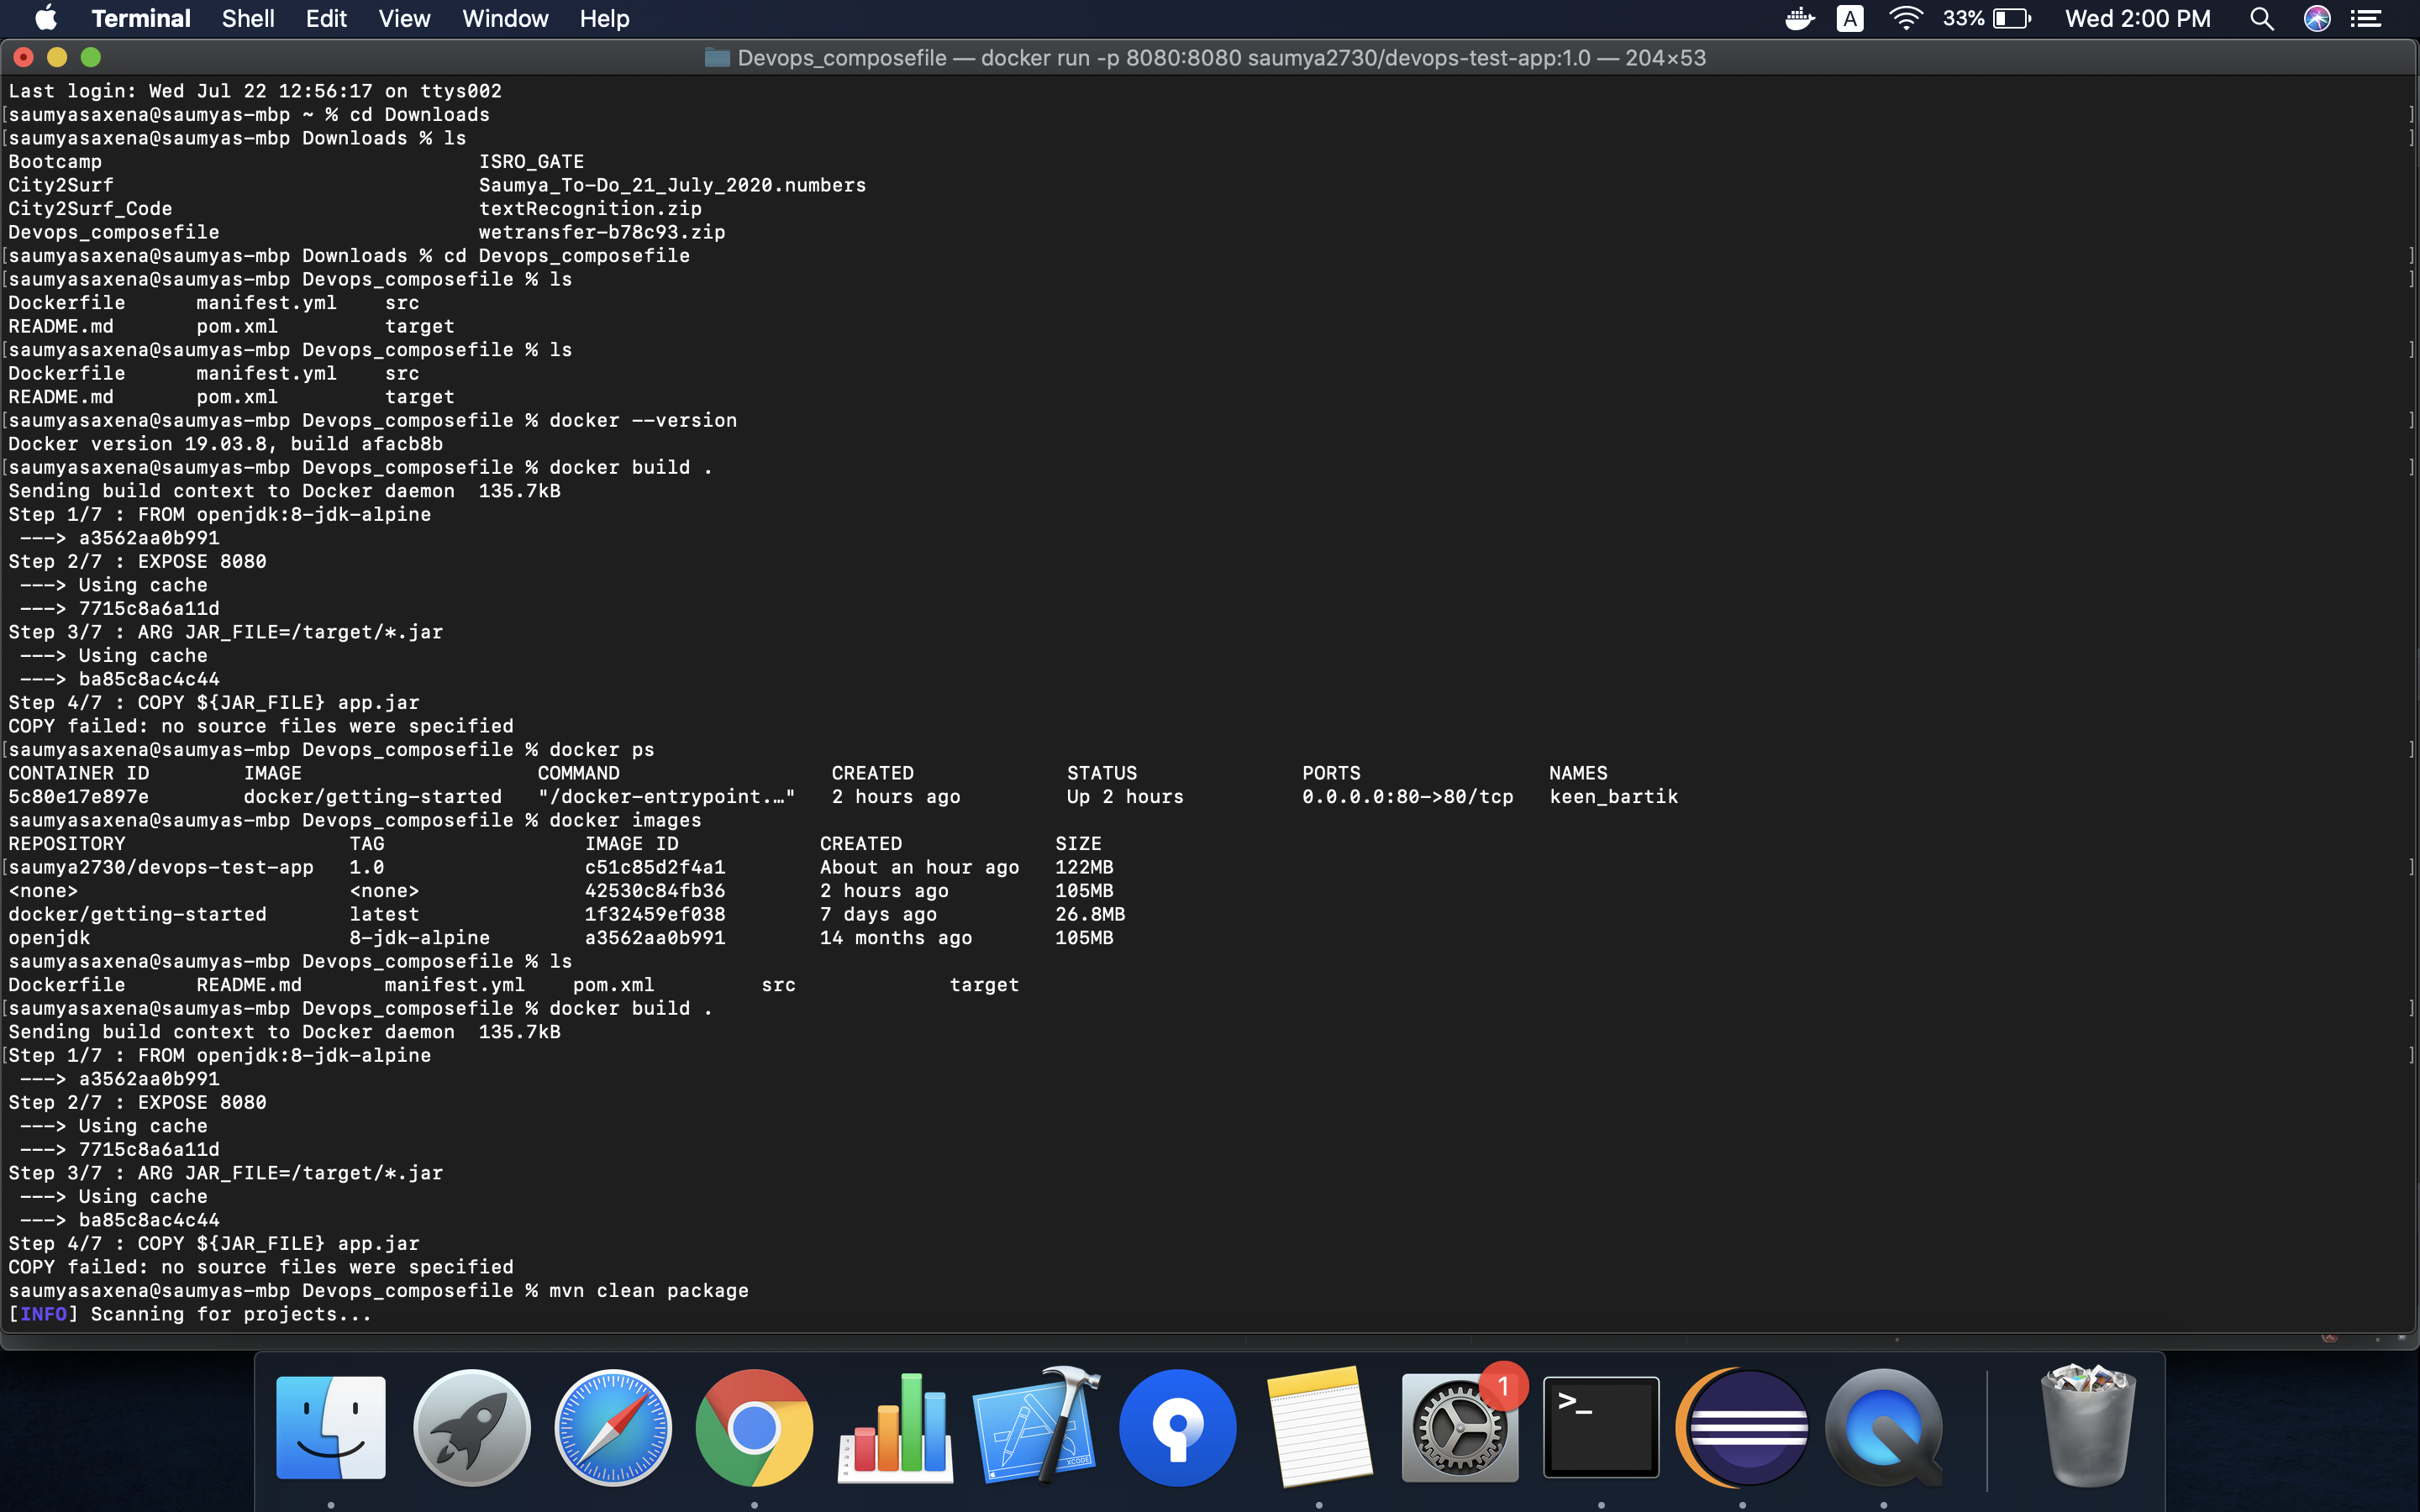 Terminal Shell Edit View Window Help A 33% Wed 2:00 PM
Devops_composefile — docker run -p 8080:8080 saumya2730/devops-test-app:1.0 — 204×53
Last login: Wed Jul 22 12:56:17 on ttys002
[saumyasaxena@saumyas-mbp ~ % cd Downloads ]
[saumyasaxena@saumyas-mbp Downloads % ls ]
Bootcamp ISRO_GATE
City2Surf Saumya_To-Do_21_July_2020.numbers
City2Surf_Code textRecognition.zip
Devops_composefile wetransfer-b78c93.zip
[saumyasaxena@saumyas-mbp Downloads % cd Devops_composefile ]
[saumyasaxena@saumyas-mbp Devops_composefile % ls ]
Dockerfile manifest.yml src
README.md pom.xml target
[saumyasaxena@saumyas-mbp Devops_composefile % ls ]
Dockerfile manifest.yml src
README.md pom.xml target
[saumyasaxena@saumyas-mbp Devops_composefile % docker --version ]
Docker version 19.03.8, build afacb8b
[saumyasaxena@saumyas-mbp Devops_composefile % docker build . ]
Sending build context to Docker daemon 135.7kB
Step 1/7 : FROM openjdk:8-jdk-alpine
---> a3562aa0b991
Step 2/7 : EXPOSE 8080
---> Using cache
---> 7715c8a6a11d
Step 3/7 : ARG JAR_FILE=/target/*.jar
---> Using cache
---> ba85c8ac4c44
Step 4/7 : COPY ${JAR_FILE} app.jar
COPY failed: no source files were specified
[saumyasaxena@saumyas-mbp Devops_composefile % docker ps ]
CONTAINER ID IMAGE COMMAND CREATED STATUS PORTS NAMES
5c80e17e897e docker/getting-started "/docker-entrypoint.…" 2 hours ago Up 2 hours 0.0.0.0:80->80/tcp keen_bartik
saumyasaxena@saumyas-mbp Devops_composefile % docker images
REPOSITORY TAG IMAGE ID CREATED SIZE
[saumya2730/devops-test-app 1.0 c51c85d2f4a1 About an hour ago 122MB ]
<none> <none> 42530c84fb36 2 hours ago 105MB
docker/getting-started latest 1f32459ef038 7 days ago 26.8MB
openjdk 8-jdk-alpine a3562aa0b991 14 months ago 105MB
saumyasaxena@saumyas-mbp Devops_composefile % ls
Dockerfile README.md manifest.yml pom.xml src target
[saumyasaxena@saumyas-mbp Devops_composefile % docker build . ]
Sending build context to Docker daemon 135.7kB
[Step 1/7 : FROM openjdk:8-jdk-alpine ]
---> a3562aa0b991
Step 2/7 : EXPOSE 8080
---> Using cache
---> 7715c8a6a11d
Step 3/7 : ARG JAR_FILE=/target/*.jar
---> Using cache
---> ba85c8ac4c44
Step 4/7 : COPY ${JAR_FILE} app.jar
COPY failed: no source files were specified
saumyasaxena@saumyas-mbp Devops_composefile % mvn clean package
[INFO] Scanning for projects...
1
>_
XCODE